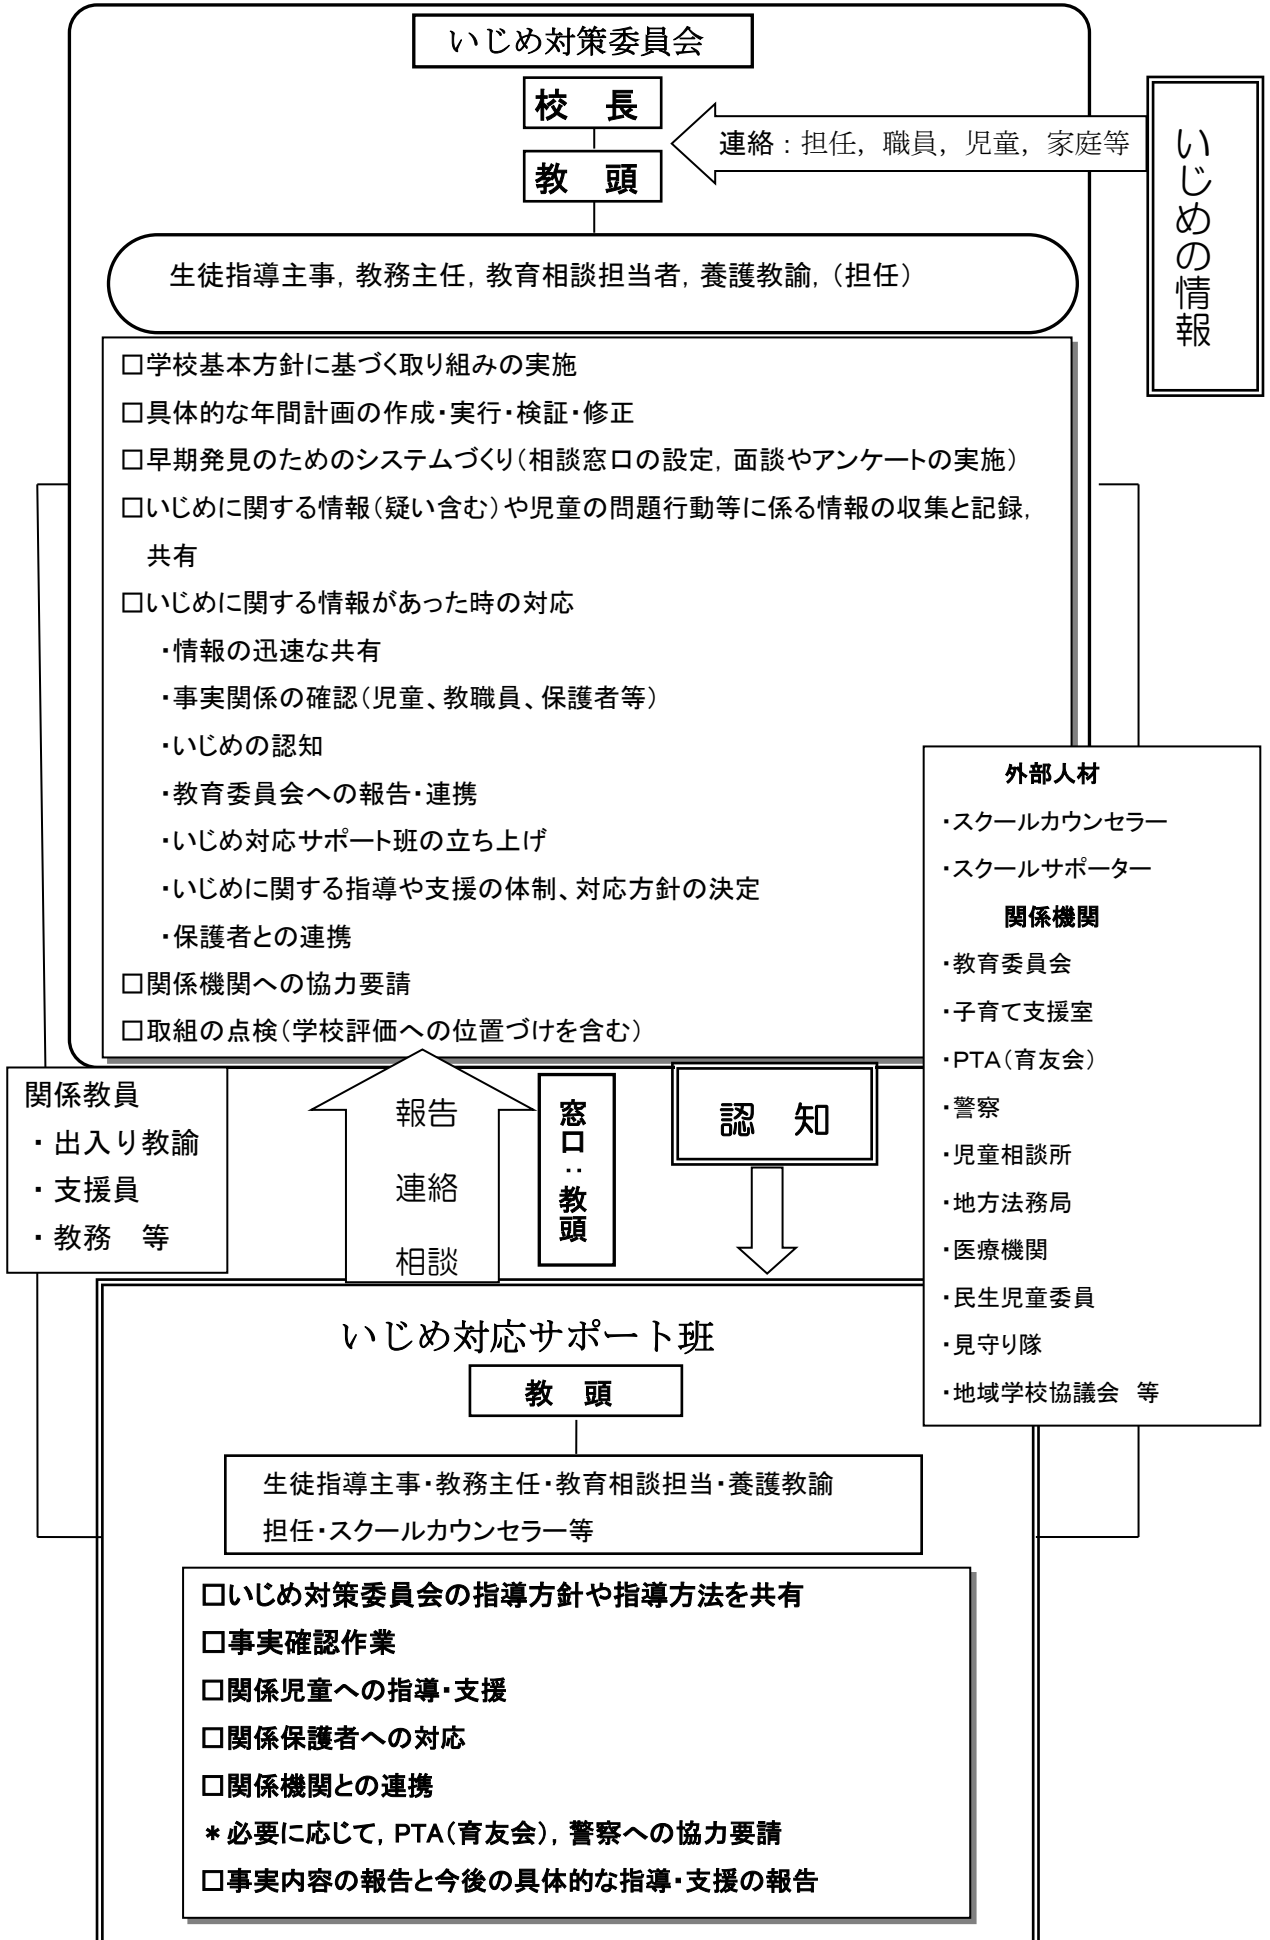 いじめ対策委員会
校　長
連絡：担任，職員，児童，家庭等
いじめの情報
教　頭
生徒指導主事，教務主任，教育相談担当者，養護教諭，（担任）
□学校基本方針に基づく取り組みの実施
□具体的な年間計画の作成・実行・検証・修正
□早期発見のためのシステムづくり（相談窓口の設定，面談やアンケートの実施）
□いじめに関する情報（疑い含む）や児童の問題行動等に係る情報の収集と記録，
共有
□いじめに関する情報があった時の対応
・情報の迅速な共有
・事実関係の確認（児童、教職員、保護者等）
・いじめの認知
・教育委員会への報告・連携
・いじめ対応サポート班の立ち上げ
・いじめに関する指導や支援の体制、対応方針の決定
・保護者との連携
□関係機関への協力要請
□取組の点検（学校評価への位置づけを含む）
外部人材
・スクールカウンセラー
・スクールサポーター
関係機関
・教育委員会
・子育て支援室
・PTA（育友会）
・警察
・児童相談所
・地方法務局
・医療機関
・民生児童委員
・見守り隊
・地域学校協議会　等
関係教員
・出入り教諭
・支援員
・教務　等
報告
連絡
相談
窓口：教頭
認　知
いじめ対応サポート班
教　頭
生徒指導主事・教務主任・教育相談担当・養護教諭
担任・スクールカウンセラー等
□いじめ対策委員会の指導方針や指導方法を共有
□事実確認作業
□関係児童への指導・支援
□関係保護者への対応
□関係機関との連携
＊必要に応じて，PTA（育友会），警察への協力要請
□事実内容の報告と今後の具体的な指導・支援の報告